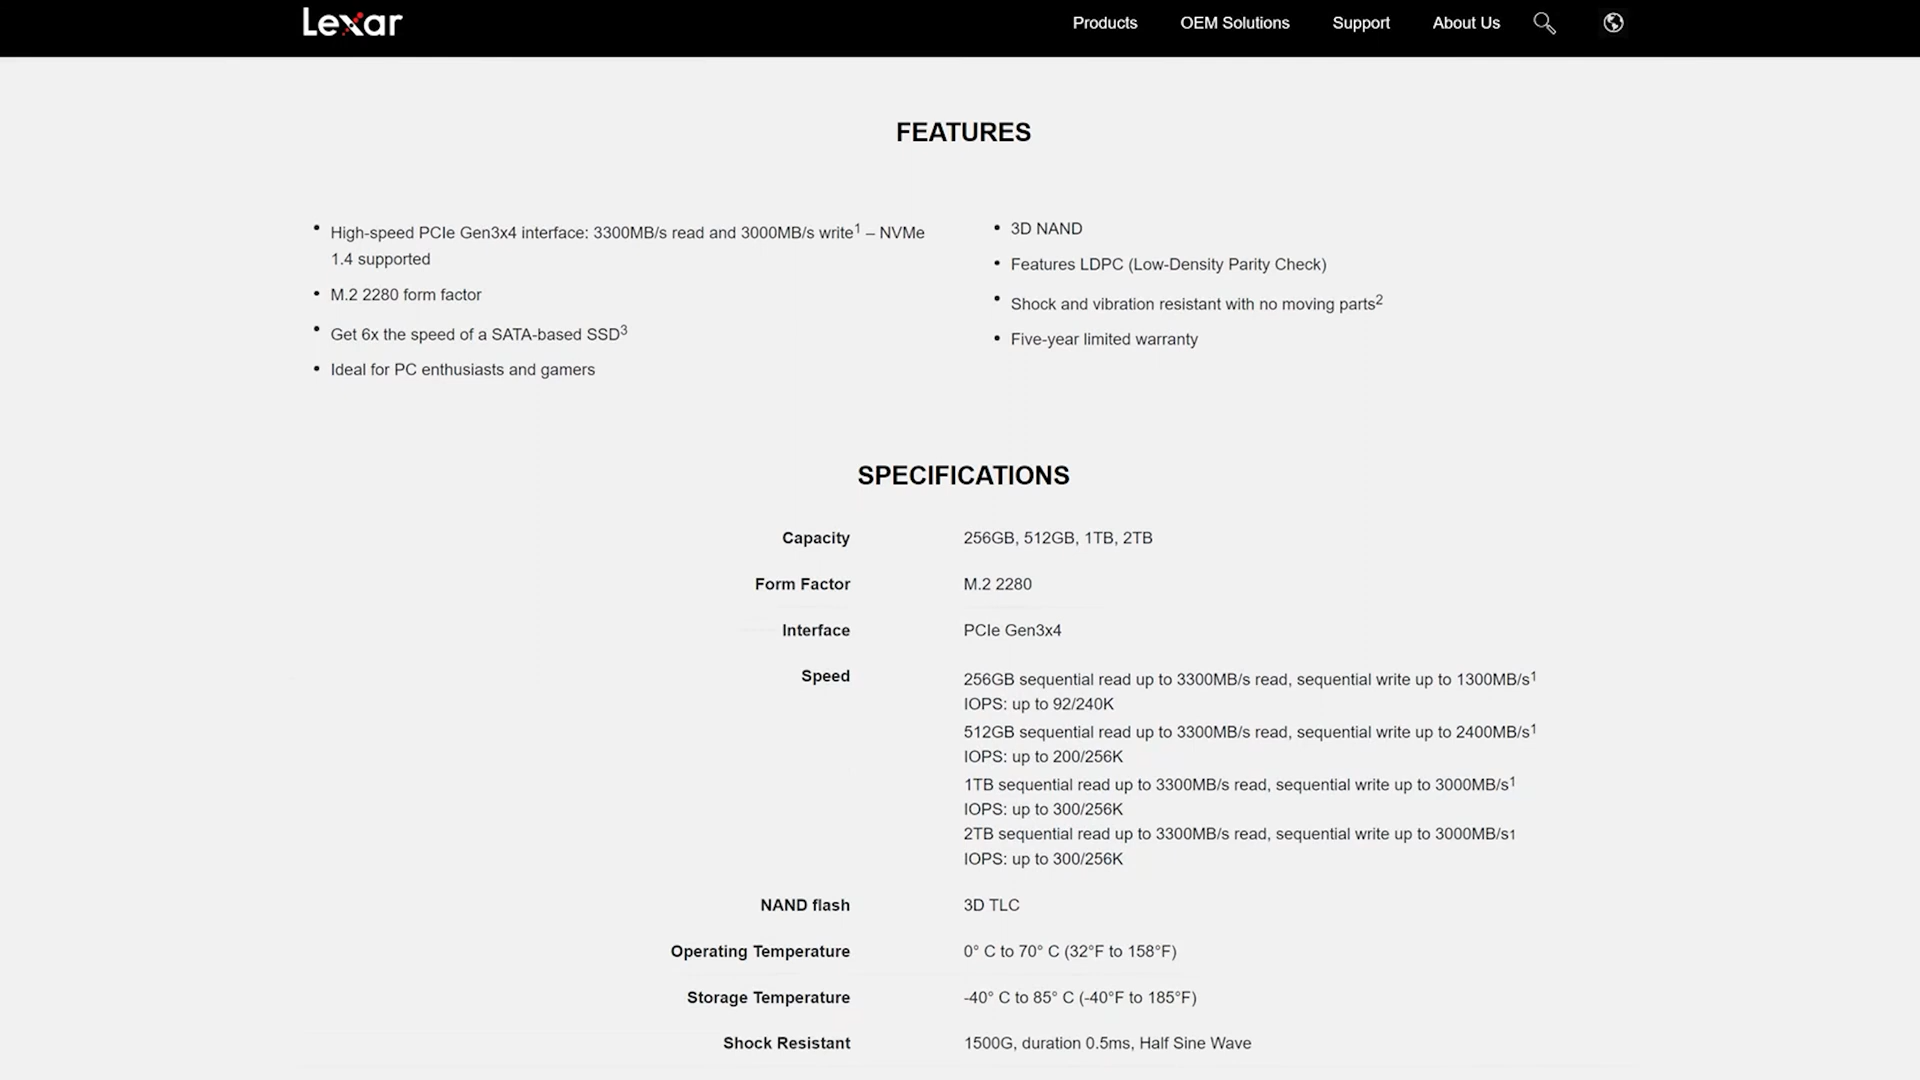 Lexar
Products OEM Solutions Support About Us
FEATURES
• High-speed PCIe Gen3x4 interface: 3300MB/s read and 3000MB/s write1 – NVMe
1.4 supported
• M.2 2280 form factor
• Get 6x the speed of a SATA-based SSD3
• Ideal for PC enthusiasts and gamers
• 3D NAND
• Features LDPC (Low-Density Parity Check)
• Shock and vibration resistant with no moving parts2
• Five-year limited warranty
SPECIFICATIONS
Capacity 256GB, 512GB, 1TB, 2TB
Form Factor M.2 2280
Interface PCIe Gen3x4
Speed 256GB sequential read up to 3300MB/s read, sequential write up to 1300MB/s1
IOPS: up to 92/240K
512GB sequential read up to 3300MB/s read, sequential write up to 2400MB/s1
IOPS: up to 200/256K
1TB sequential read up to 3300MB/s read, sequential write up to 3000MB/s1
IOPS: up to 300/256K
2TB sequential read up to 3300MB/s read, sequential write up to 3000MB/s1
IOPS: up to 300/256K
NAND flash 3D TLC
Operating Temperature 0° C to 70° C (32°F to 158°F)
Storage Temperature -40° C to 85° C (-40°F to 185°F)
Shock Resistant 1500G, duration 0.5ms, Half Sine Wave